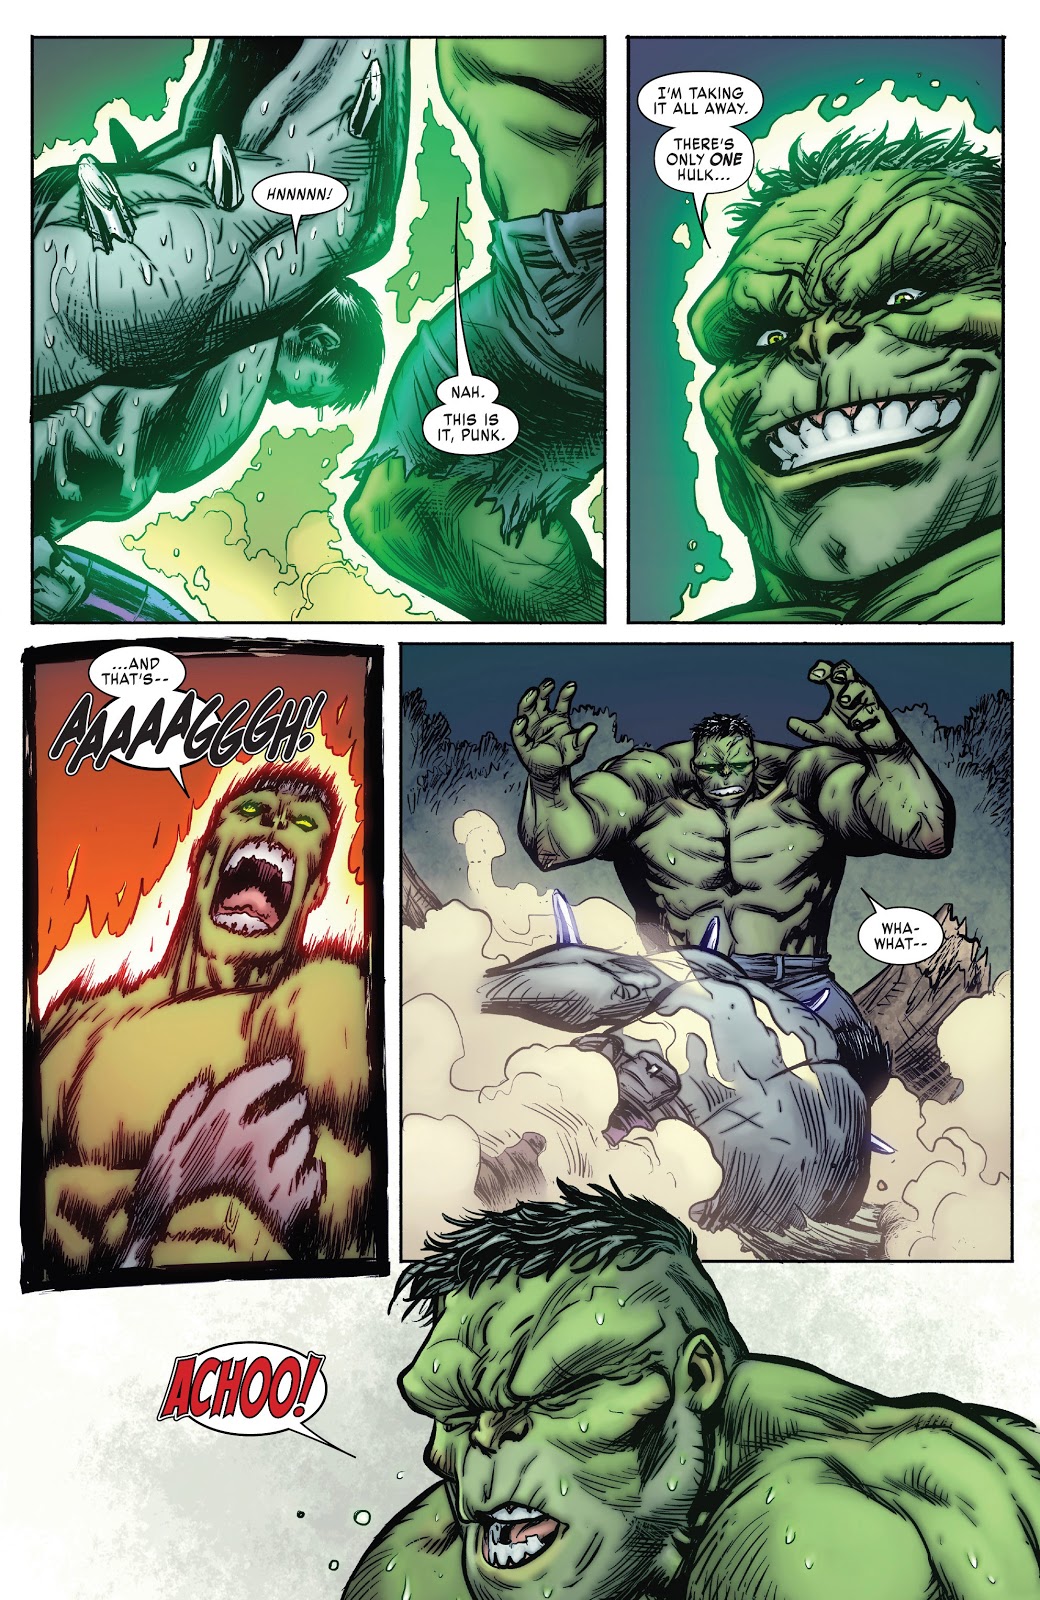 HNNNNN!
NAH.
THIS IS
IT, PUNK.
I'M TAKING
IT ALL AWAY.
THERE'S
ONLY ONE
HULK...
...AND
THAT'S--
AAAAAGGGH!
WHA-
WHAT--
ACHOO!